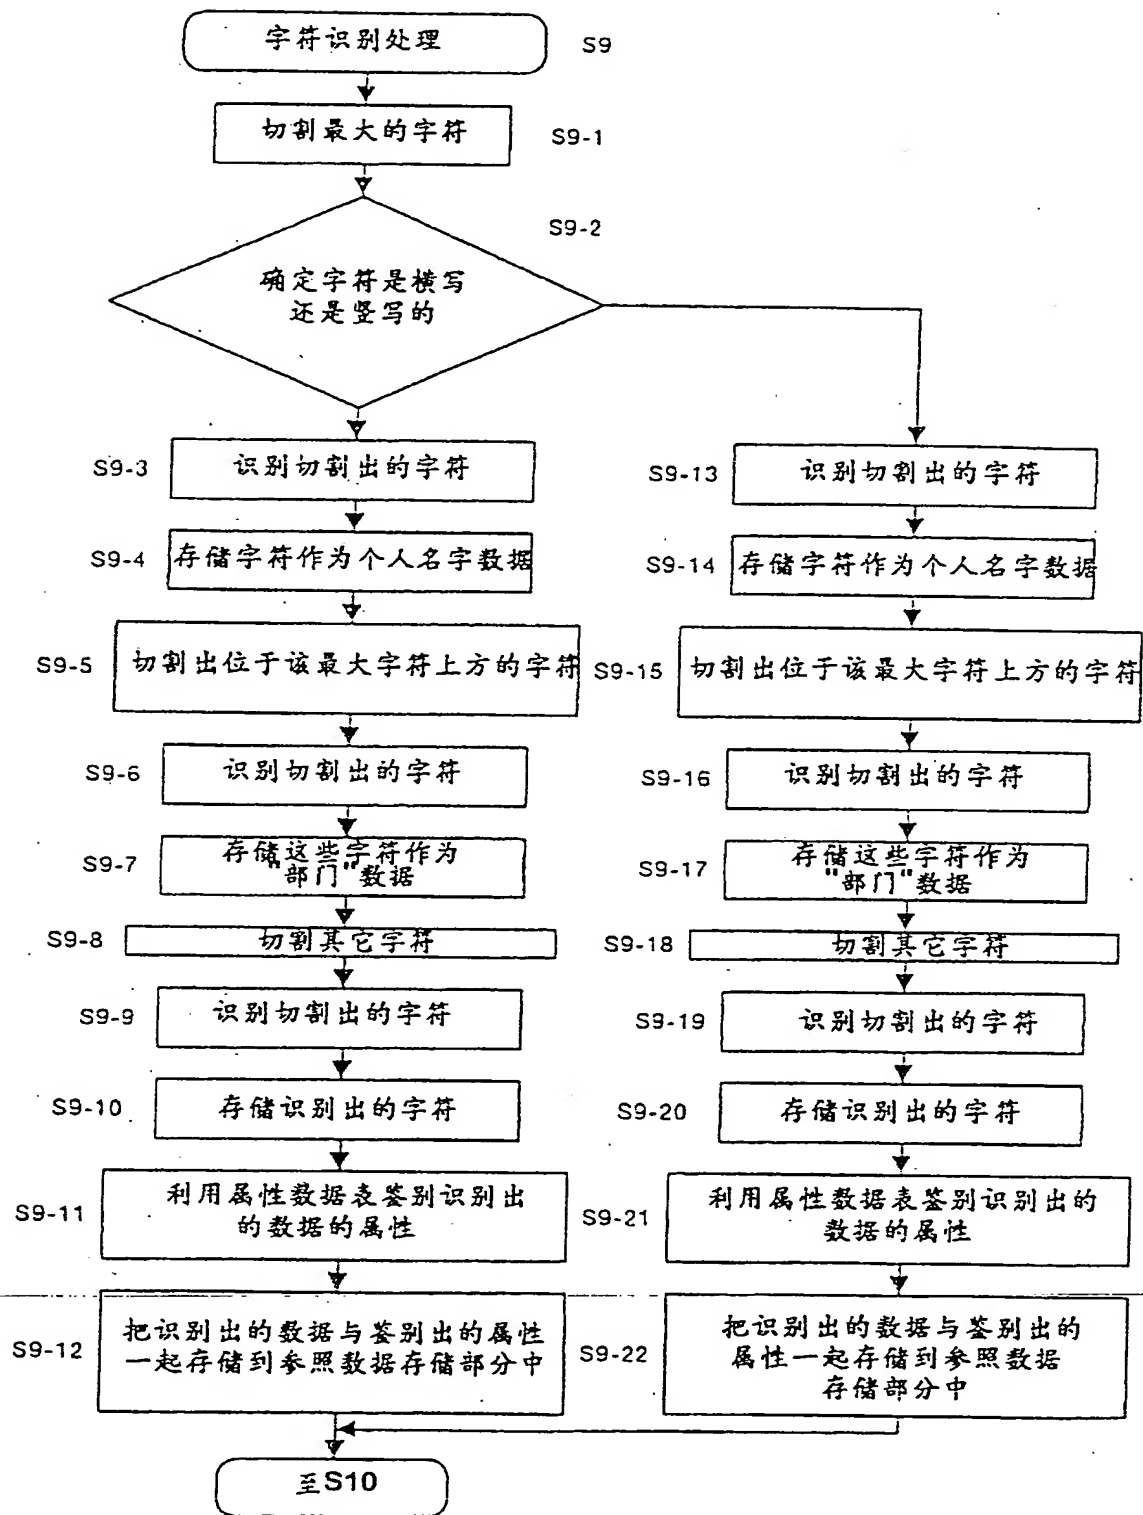 字符识别处理
S9
切割最大的字符
S9-1
S9-2
确定字符是横写
还是竖写的
S9-3
识别切割出的字符
S9-4
存储字符作为个人名字数据
S9-5
切割出位于该最大字符上方的字符
S9-6
识别切割出的字符
S9-7
存储这些字符作为
"部门"数据
S9-8
切割其它字符
S9-9
识别切割出的字符
S9-10
存储识别出的字符
S9-11
利用属性数据表鉴别识别出
的数据的属性
S9-12
把识别出的数据与鉴别出的属性
一起存储到参照数据存储部分中
S9-13
识别切割出的字符
S9-14
存储字符作为个人名字数据
S9-15
切割出位于该最大字符上方的字符
S9-16
识别切割出的字符
S9-17
存储这些字符作为
"部门"数据
S9-18
切割其它字符
S9-19
识别切割出的字符
S9-20
存储识别出的字符
S9-21
利用属性数据表鉴别识别出的
数据的属性
S9-22
把识别出的数据与鉴别出的
属性一起存储到参照数据
存储部分中
至S10